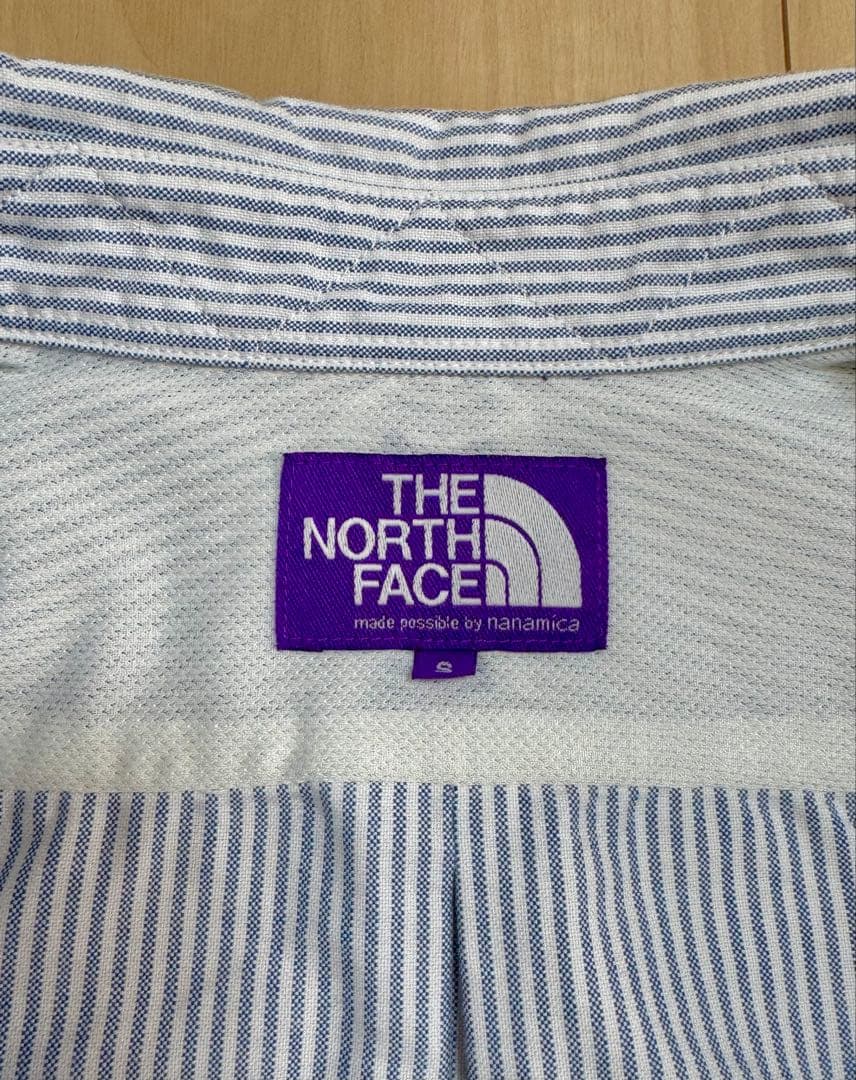 THE
NORTH
FACE
made possible by nanamica
S